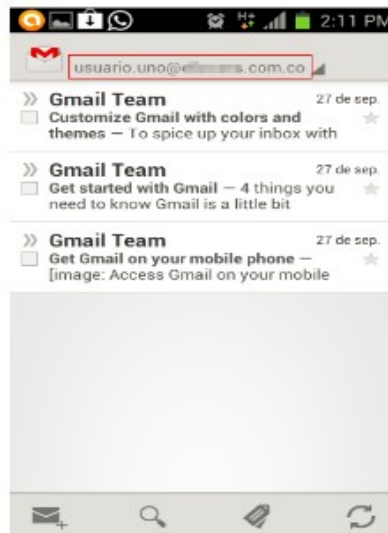 2:11 PM
usuario.uno@ .com.co
Gmail Team 27 de sep.
Customize Gmail with colors and
themes — To spice up your inbox with
Gmail Team 27 de sep.
Get started with Gmail — 4 things you
need to know Gmail is a little bit
Gmail Team 27 de sep.
Get Gmail on your mobile phone —
[image: Access Gmail on your mobile